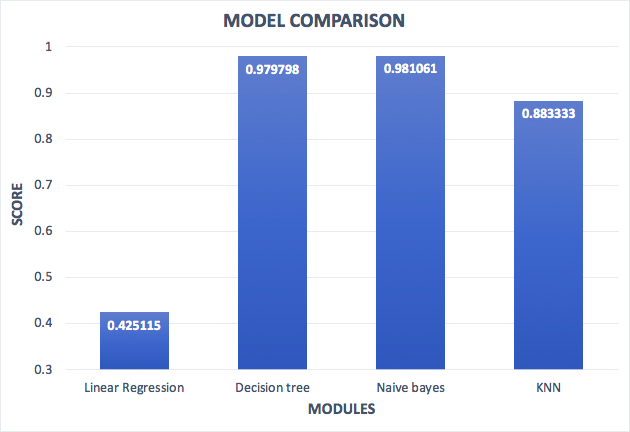 MODEL COMPARISON
1
0.9
0.8
0.7
0.6
0.5
0.4
0.3
SCORE
0.425115
0.979798
0.981061
0.883333
Linear Regression
Decision tree
Naive bayes
KNN
MODULES